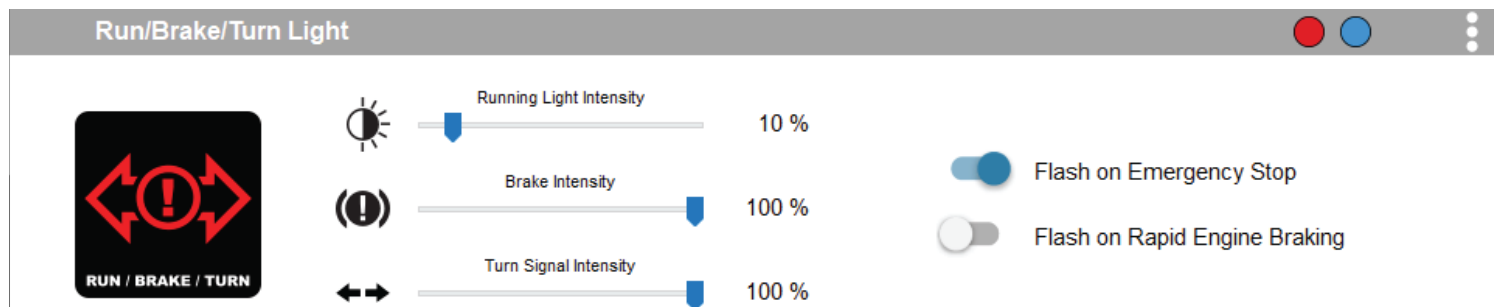 Run/Brake/Turn Light
Running Light Intensity
10 %
Brake Intensity
100 %
Turn Signal Intensity
100 %
Flash on Emergency Stop
Flash on Rapid Engine Braking
RUN / BRAKE / TURN